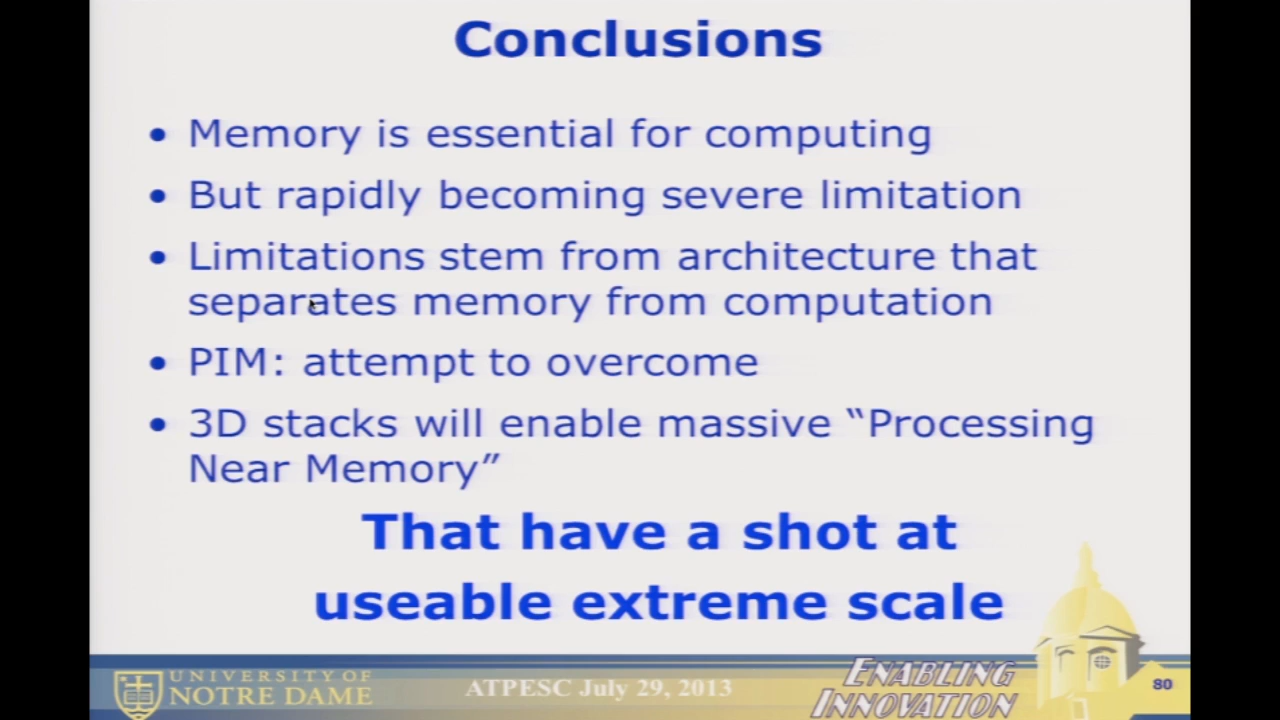 Conclusions
• Memory is essential for computing
• But rapidly becoming severe limitation
• Limitations stem from architecture that
separates memory from computation
• PIM: attempt to overcome
• 3D stacks will enable massive “Processing
Near Memory”
That have a shot at
useable extreme scale
UNIVERSITY OF
NOTRE DAME
ATPESC July 29, 2013
ENABLING
INNOVATION
80